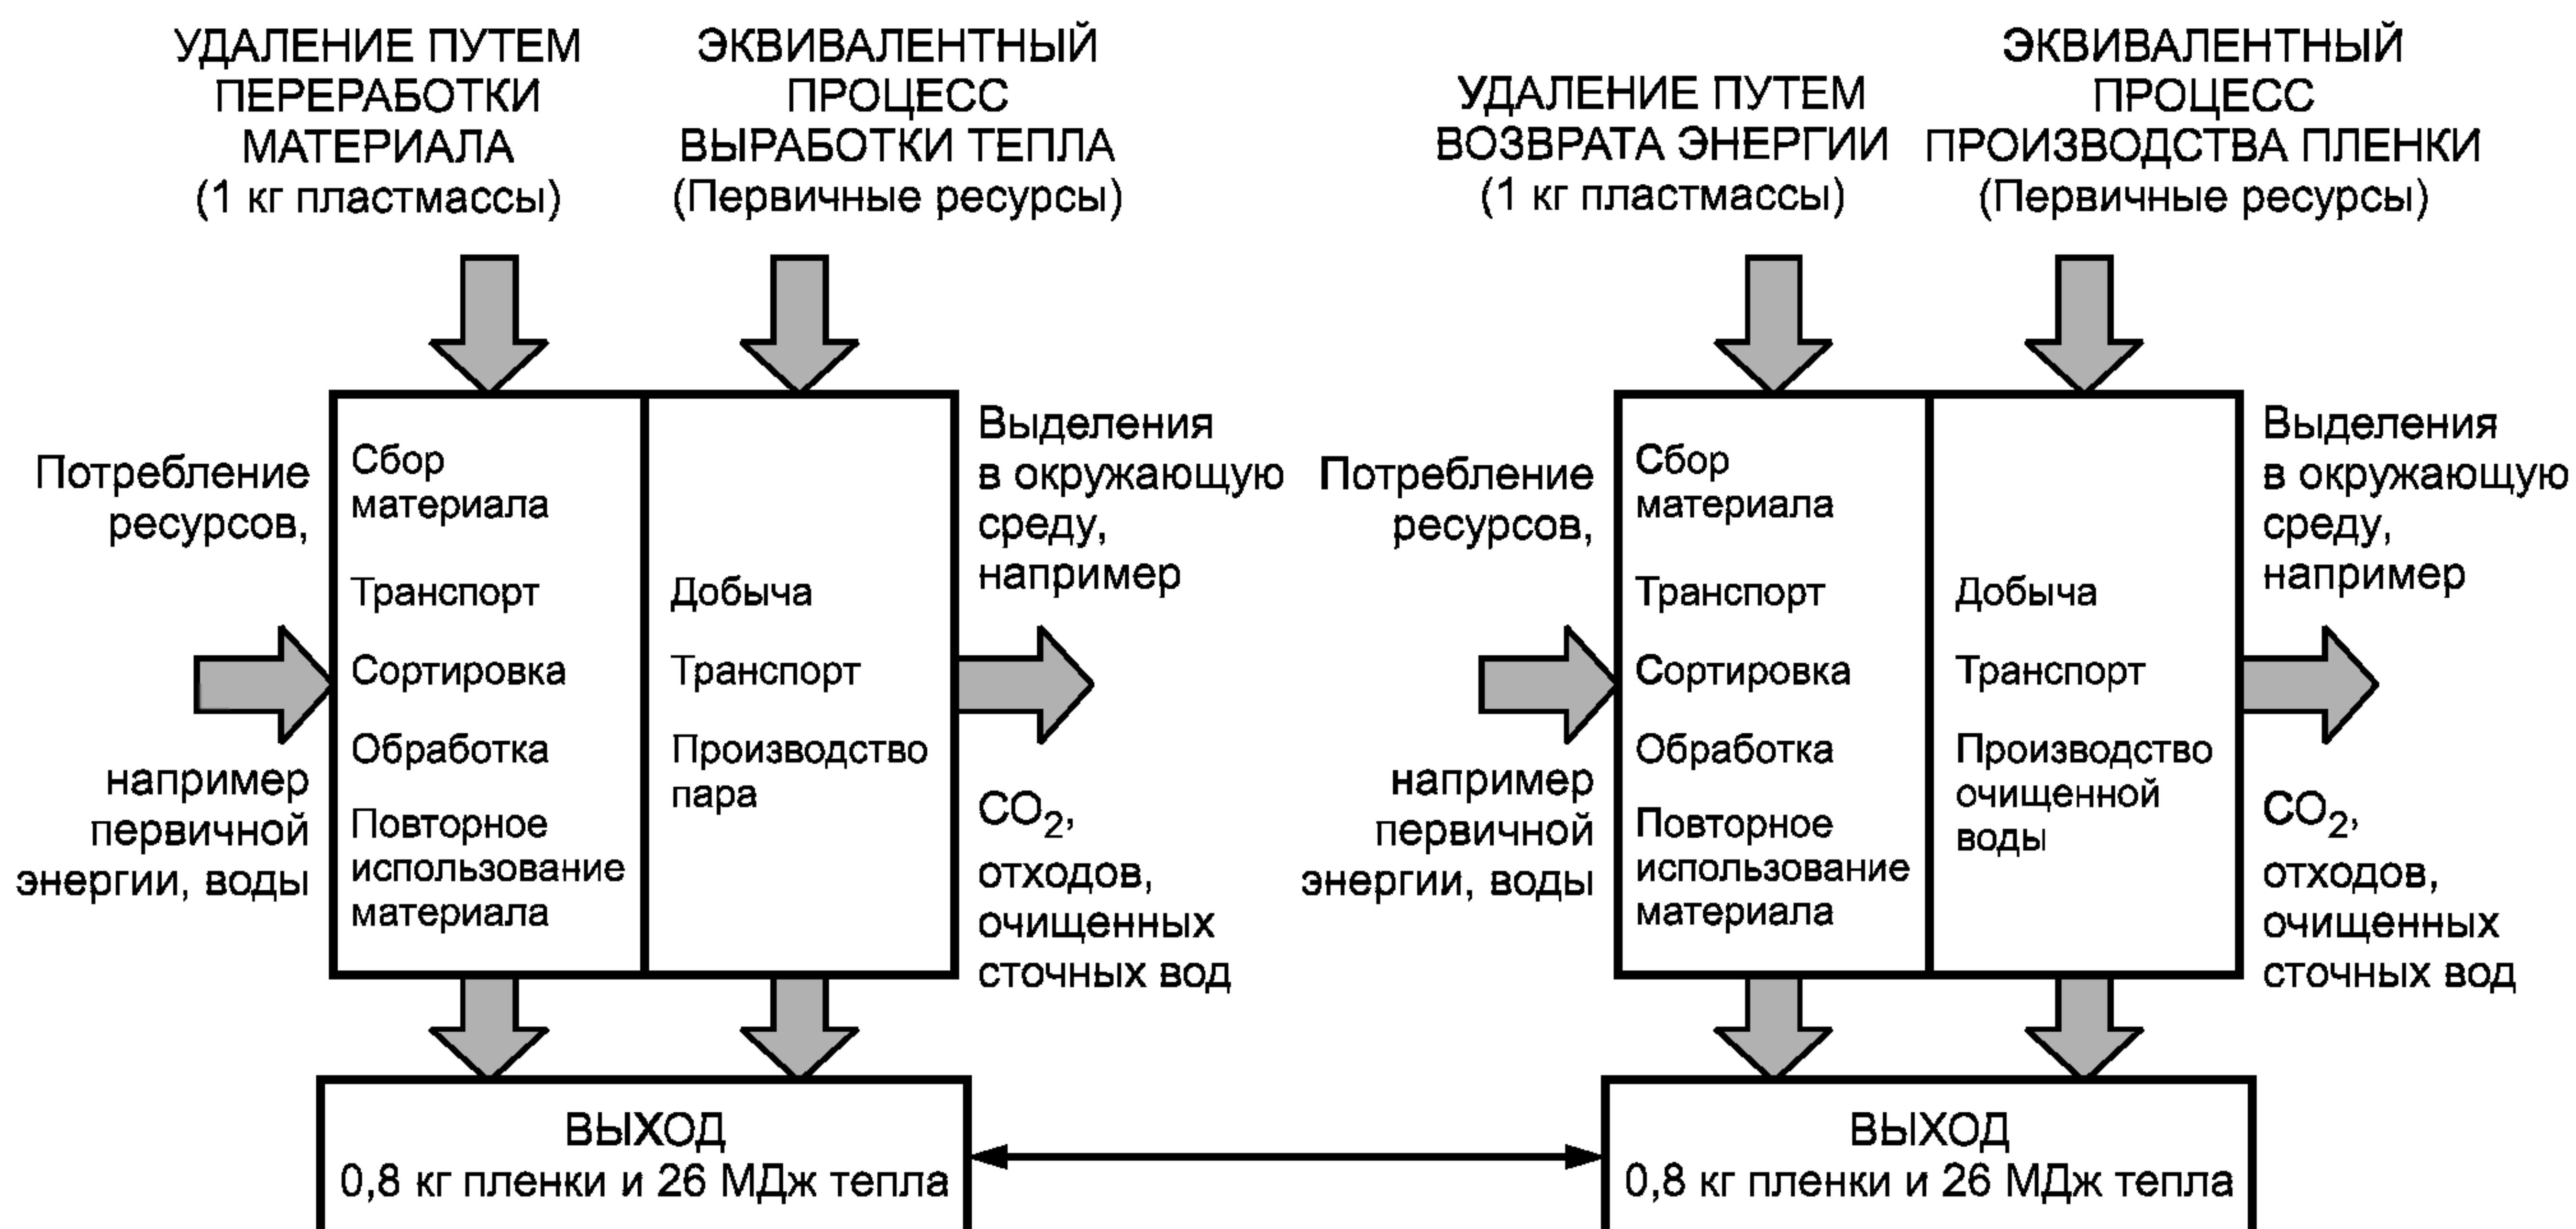 УДАЛЕНИЕ ПУТЕМ
ПЕРЕРАБОТКИ
МАТЕРИАЛА
(1 кг пластмассы)
ЭКВИВАЛЕНТНЫЙ
ПРОЦЕСС
ВЫРАБОТКИ ТЕПЛА
(Первичные ресурсы)
Потребление
ресурсов,
например
первичной
энергии, воды
Сбор
материала
Транспорт
Сортировка
Обработка
Повторное
использование
материала
Добыча
Транспорт
Производство
пара
Выделения
в окружающую
среду,
например
CO₂,
отходов,
очищенных
сточных вод
ВЫХОД
0,8 кг пленки и 26 МДж тепла
УДАЛЕНИЕ ПУТЕМ
ВОЗВРАТА ЭНЕРГИИ
(1 кг пластмассы)
ЭКВИВАЛЕНТНЫЙ
ПРОЦЕСС
ПРОИЗВОДСТВА ПЛЕНКИ
(Первичные ресурсы)
Потребление
ресурсов,
например
первичной
энергии, воды
Сбор
материала
Транспорт
Сортировка
Обработка
Повторное
использование
материала
Добыча
Транспорт
Производство
очищенной
воды
Выделения
в окружающую
среду,
например
CO₂,
отходов,
очищенных
сточных вод
ВЫХОД
0,8 кг пленки и 26 МДж тепла